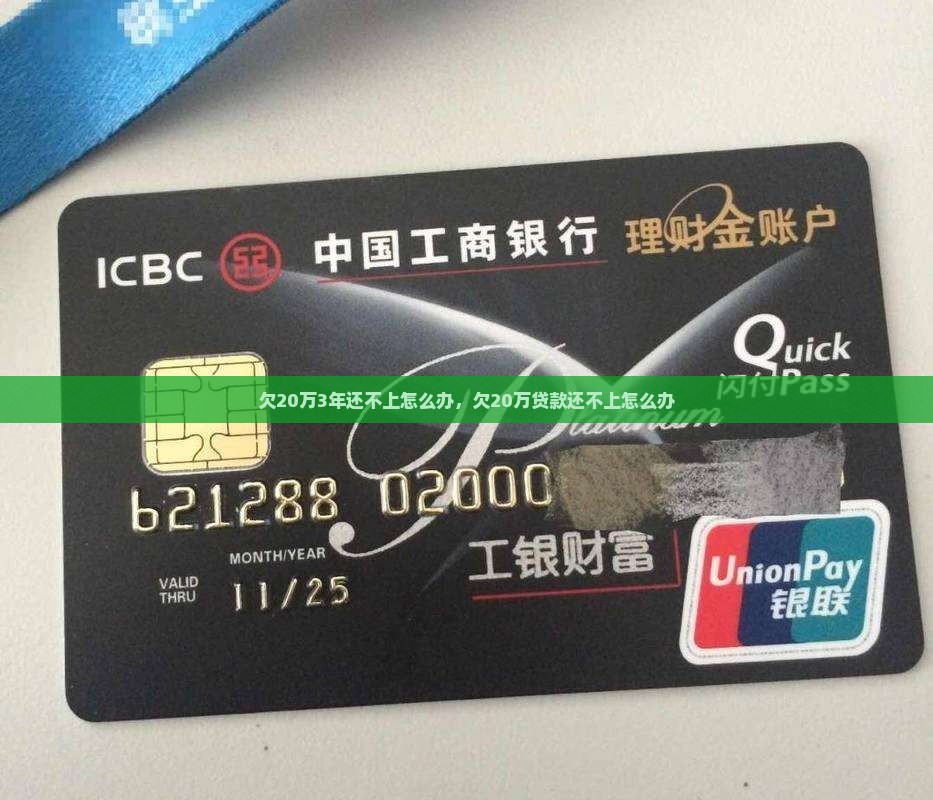 ICBC 中国工商银行 理财金账户
Quick
闪付Pass
欠20万3年还不上怎么办，欠20万贷款还不上怎么办
Platinum
621288 02000
工银财富
MONTH/YEAR
VALID
THRU
11/25
UnionPay
银联